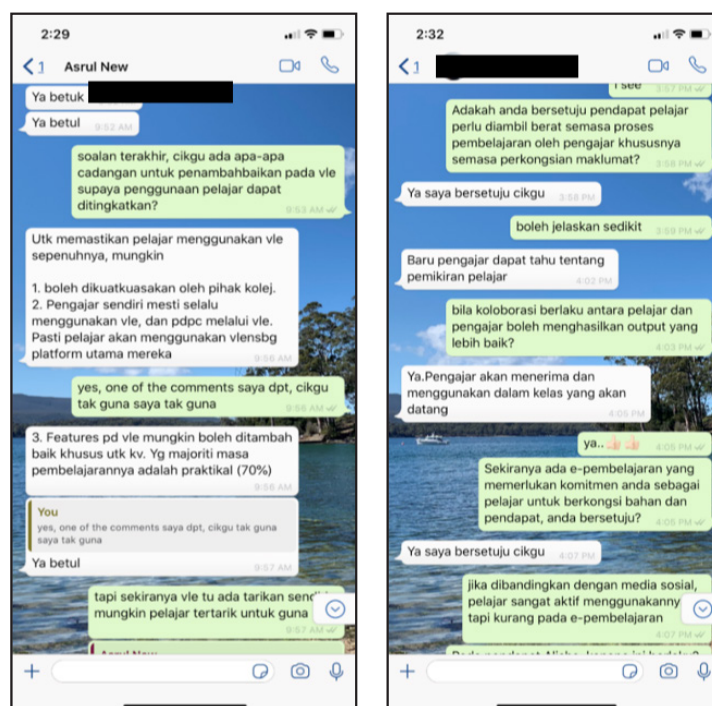 2:29
1 Asrul New
Ya betuk
Ya betul 9:52 AM
soalan terakhir, cikgu ada apa-apa
cadangan untuk penambahbaikan pada vle
supaya penggunaan pelajar dapat
ditingkatkan? 9:53 AM
Utk memastikan pelajar menggunakan vle
sepenuhnya, mungkin
1. boleh dikuatkuasakan oleh pihak kolej.
2. Pengajar sendiri mesti selalu
menggunakan vle, dan pdpc melalui vle.
Pasti pelajar akan menggunakan vlensbg
platform utama mereka 9:56 AM
yes, one of the comments saya dpt, cikgu
tak guna saya tak guna 9:56 AM
3. Features pd vle mungkin boleh ditambah
baik khusus utk kv. Yg majoriti masa
pembelajarannya adalah praktikal (70%)
9:56 AM
You
yes, one of the comments saya dpt, cikgu tak guna
saya tak guna
Ya betul 9:57 AM
tapi sekiranya vle tu ada tarikan
mungkin pelajar tertarik untuk guna
9:57 AM
Asrul New
2:32
1
I see 3:57 PM
Adakah anda bersetuju pendapat pelajar
perlu diambil berat semasa proses
pembelajaran oleh pengajar khususnya
semasa perkongsian maklumat? 3:58 PM
Ya saya bersetuju cikgu 3:58 PM
boleh jelaskan sedikit 3:59 PM
Baru pengajar dapat tahu tentang
pemikiran pelajar 4:02 PM
bila koloborasi berlaku antara pelajar dan
pengajar boleh menghasilkan output yang
lebih baik? 4:03 PM
Ya.Pengajar akan menerima dan
menggunakan dalam kelas yang akan
datang 4:05 PM
ya.. 👍🏻 👍🏻 4:05 PM
Sekiranya ada e-pembelajaran yang
memerlukan komitmen anda sebagai
pelajar untuk berkongsi bahan dan
pendapat, anda bersetuju? 4:05 PM
Ya saya bersetuju cikgu 4:07 PM
jika dibandingkan dengan media sosial,
pelajar sangat aktif menggunakanny
tapi kurang pada e-pembelajaran
4:07 PM